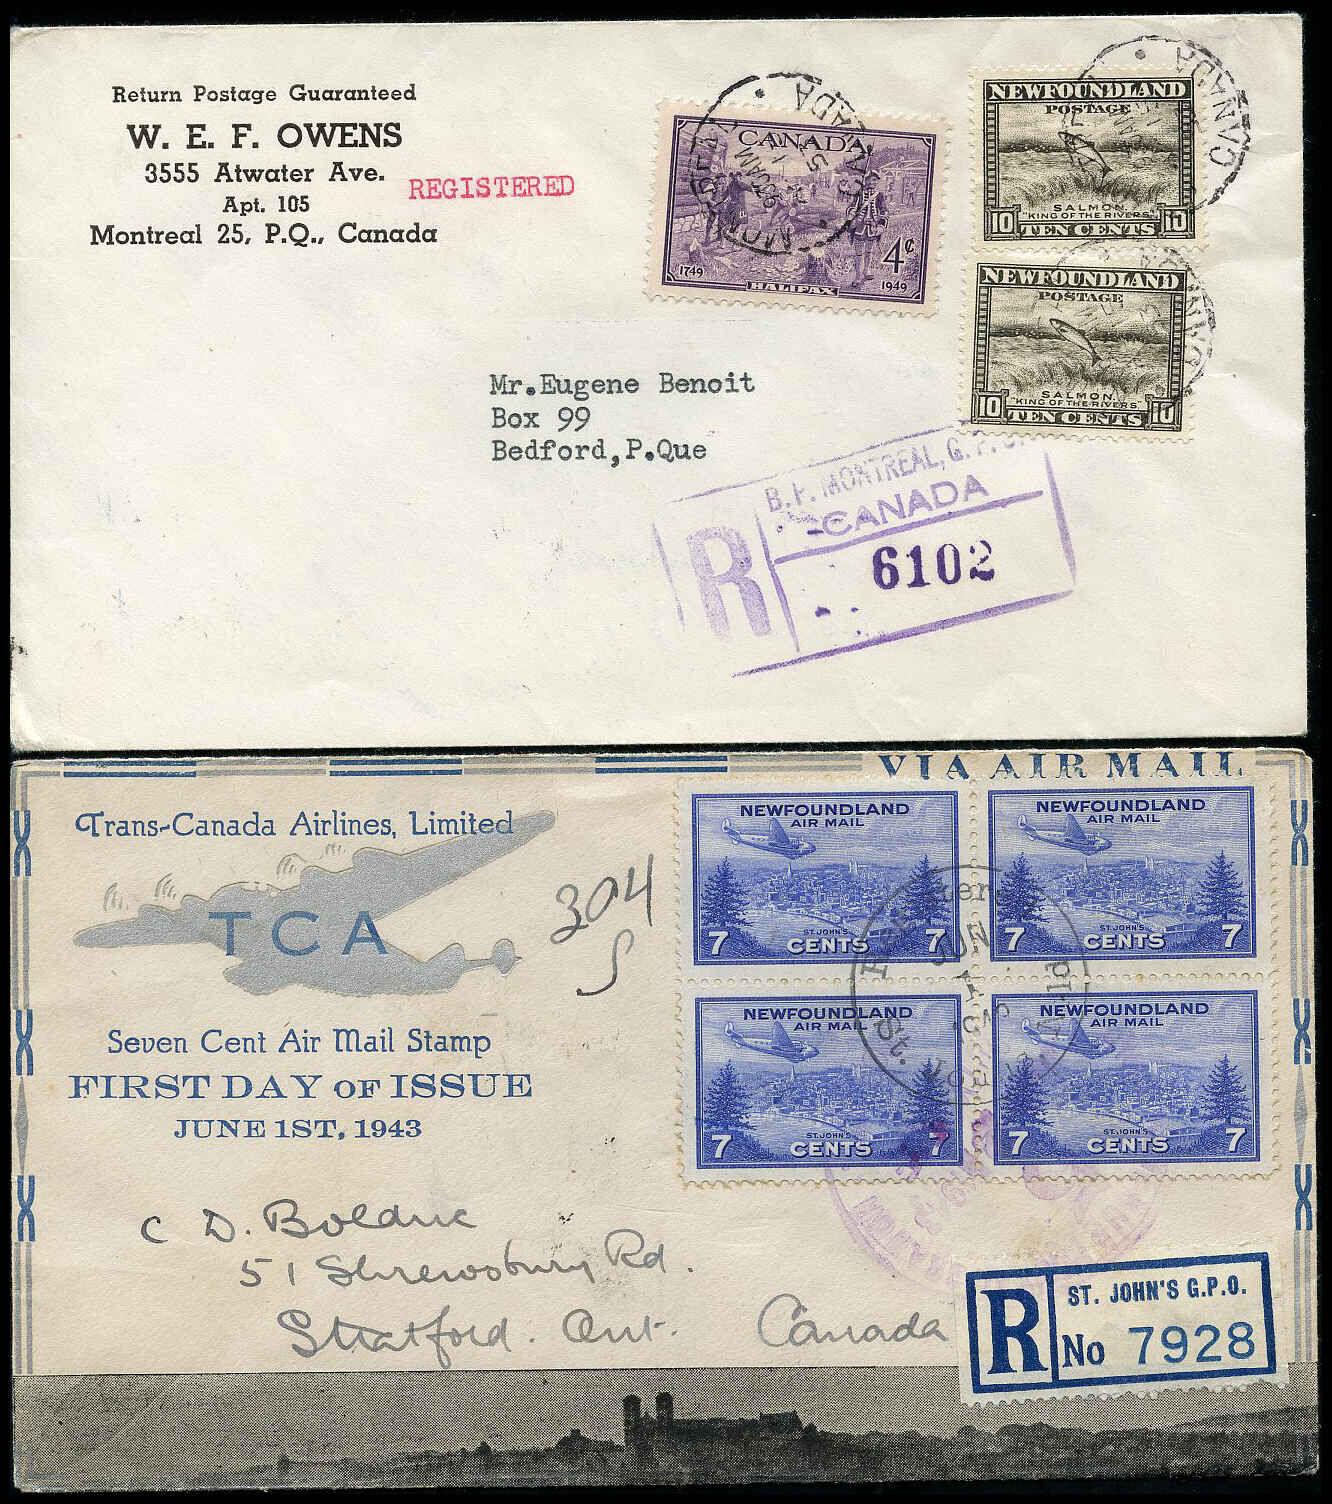 Return Postage Guaranteed
W. E. F. OWENS
3555 Atwater Ave.
Apt. 105
Montreal 25, P.Q., Canada
REGISTERED
CANADA
4¢
1749 HALIFAX 1949
NEWFOUNDLAND
POSTAGE
SALMON
"KING OF THE RIVERS"
10 TEN CENTS 10
NEWFOUNDLAND
POSTAGE
SALMON
"KING OF THE RIVERS"
10 TEN CENTS 10
CANADA
Mr.Eugene Benoit
Box 99
Bedford,P.Que
MONTREAL, G.P.O.
CANADA
R
6102
VIA AIR MAIL
Trans-Canada Airlines, Limited
TCA
Seven Cent Air Mail Stamp
FIRST DAY OF ISSUE
JUNE 1ST, 1943
304
NEWFOUNDLAND
AIR MAIL
ST. JOHN'S
7 CENTS 7
NEWFOUNDLAND
AIR MAIL
ST. JOHN'S
7 CENTS 7
NEWFOUNDLAND
AIR MAIL
ST. JOHN'S
7 CENTS 7
NEWFOUNDLAND
AIR MAIL
ST. JOHN'S
7 CENTS 7
C D. Bolduc
51 Shrewsbury Rd.
Stratford. Ont. Canada
R
ST. JOHN'S G.P.O.
No 7928